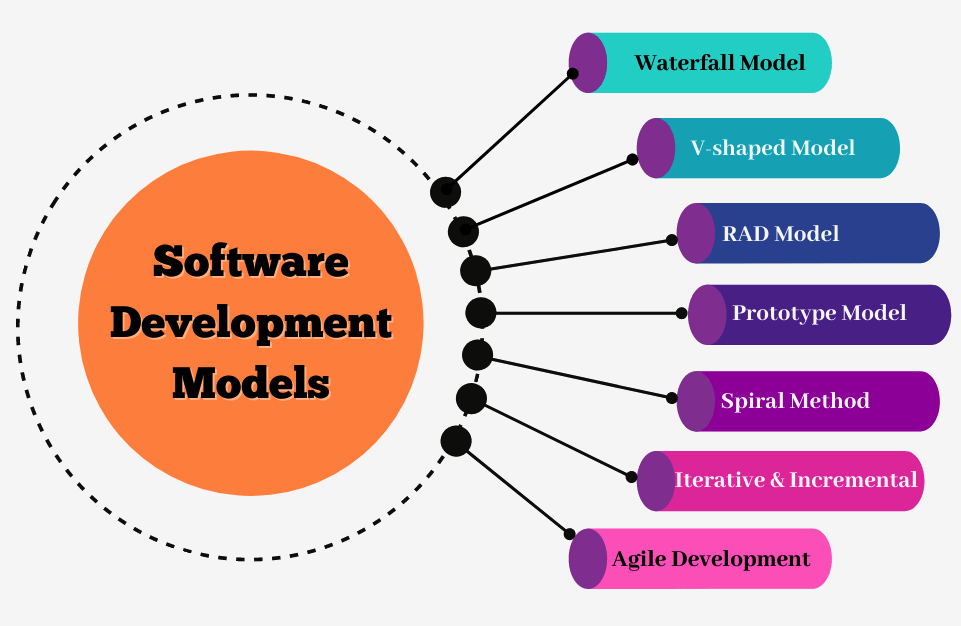 Software
Development
Models
Waterfall Model
V-shaped Model
RAD Model
Prototype Model
Spiral Method
Iterative & Incremental
Agile Development